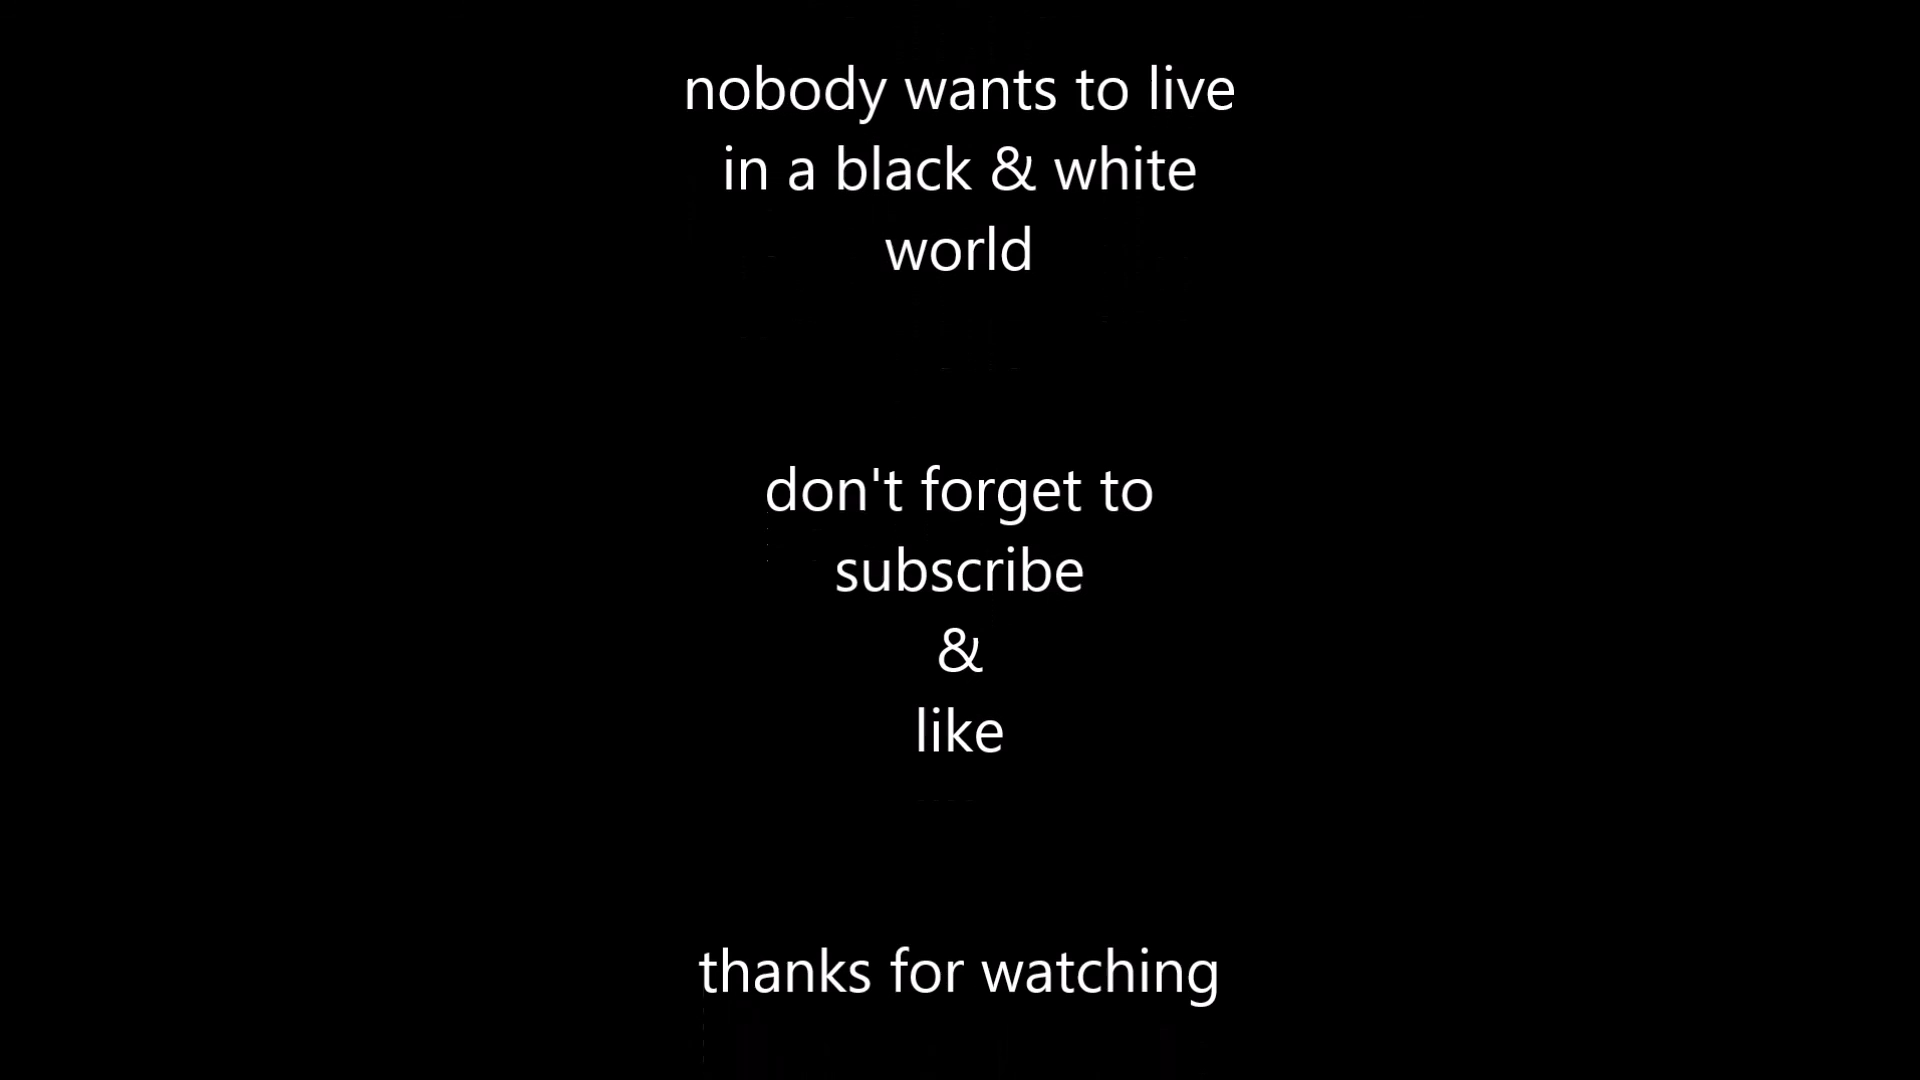 nobody wants to live
in a black & white
world
don't forget to
subscribe
&
like
thanks for watching